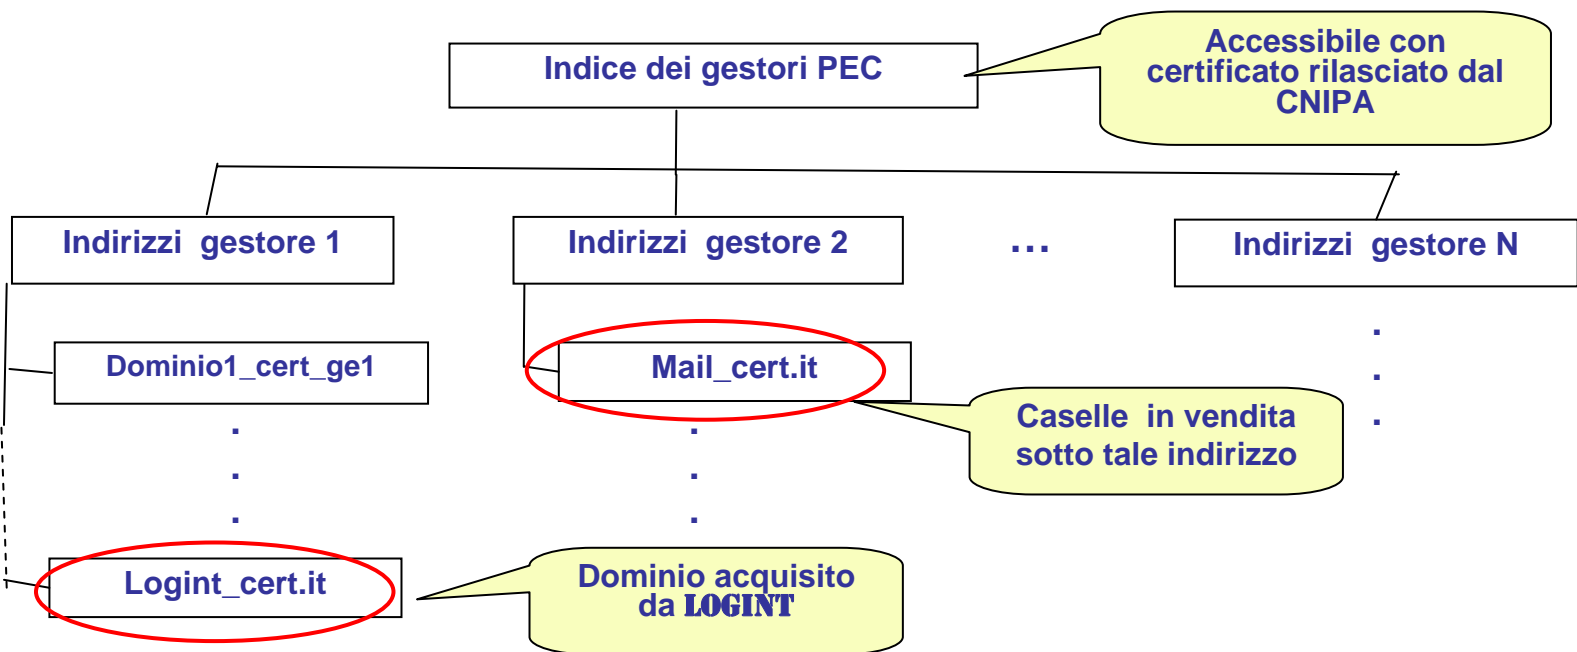 Indice dei gestori PEC
Accessibile con
certificato rilasciato dal
CNIPA
Indirizzi gestore 1
Indirizzi gestore 2
...
Indirizzi gestore N
Dominio1_cert_ge1
Mail_cert.it
Caselle in vendita
sotto tale indirizzo
Logint_cert.it
Dominio acquisito
da LOGINT